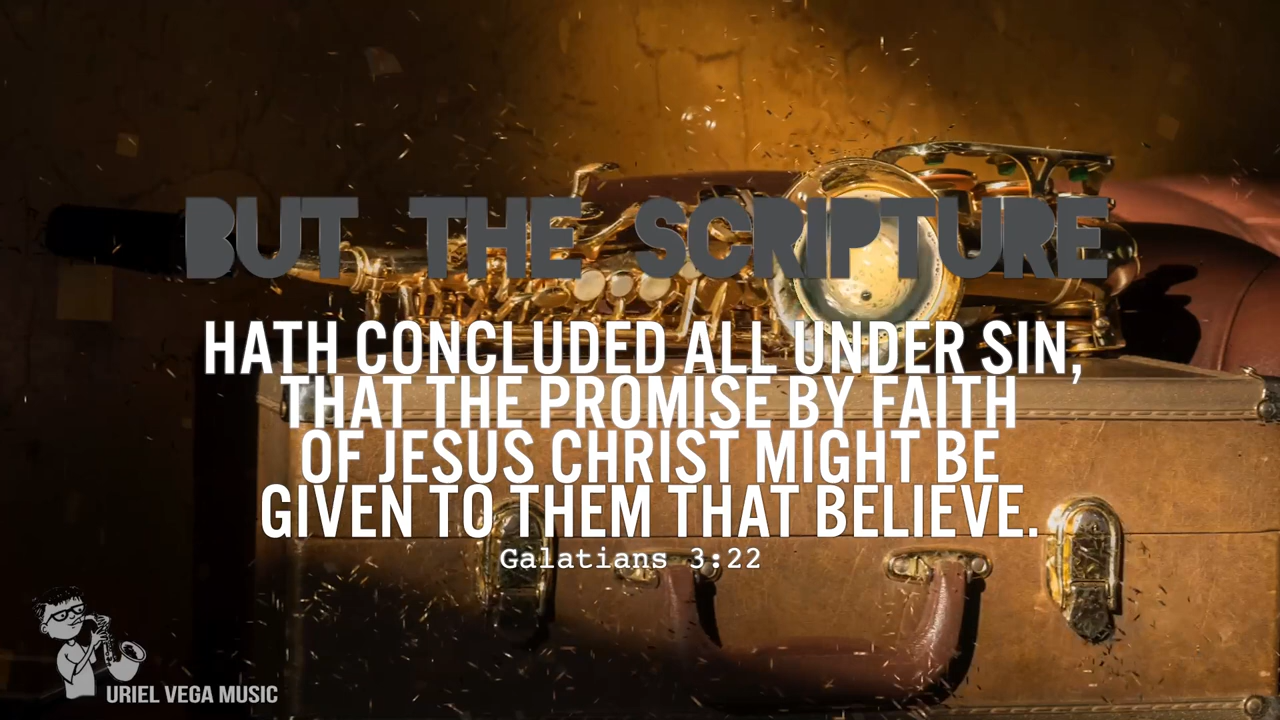 BUT THE SCRIPTURE
HATH CONCLUDED ALL UNDER SIN,
THAT THE PROMISE BY FAITH
OF JESUS CHRIST MIGHT BE
GIVEN TO THEM THAT BELIEVE.
Galatians 3:22
URIEL VEGA MUSIC